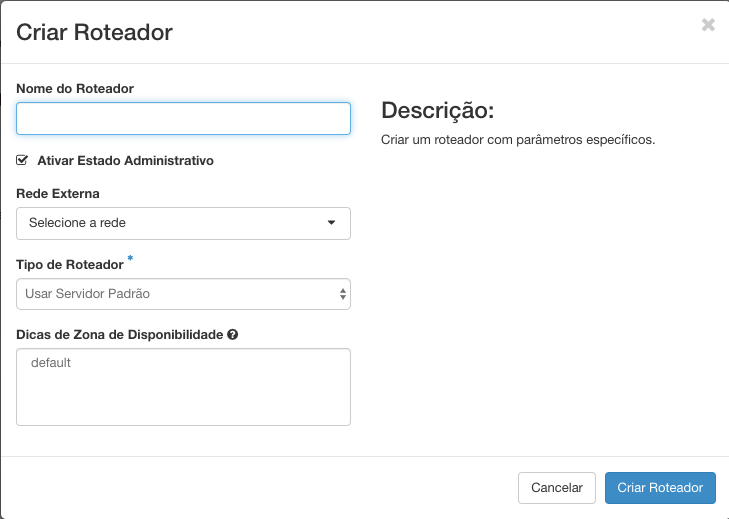 Criar Roteador
Nome do Roteador
Ativar Estado Administrativo
Rede Externa
Selecione a rede
Tipo de Roteador *
Usar Servidor Padrão
Dicas de Zona de Disponibilidade
default
Descrição:
Criar um roteador com parâmetros específicos.
Cancelar
Criar Roteador